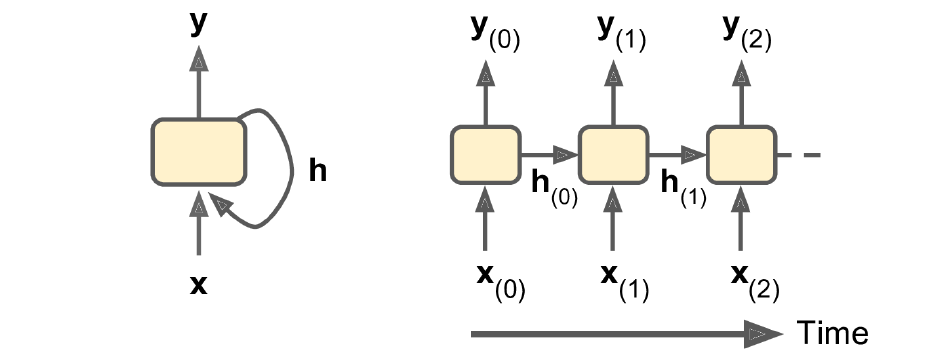 y
h
x
y(0) y(1) y(2)
h(0) h(1)
x(0) x(1) x(2)
Time